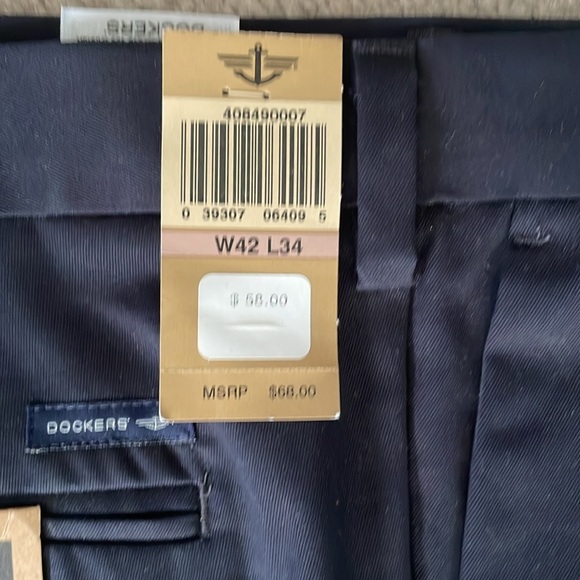 DOCKERS
408490007
0 39307 06409 5
W42 L34
$ 58.00
MSRP $68.00
DOCKERS®